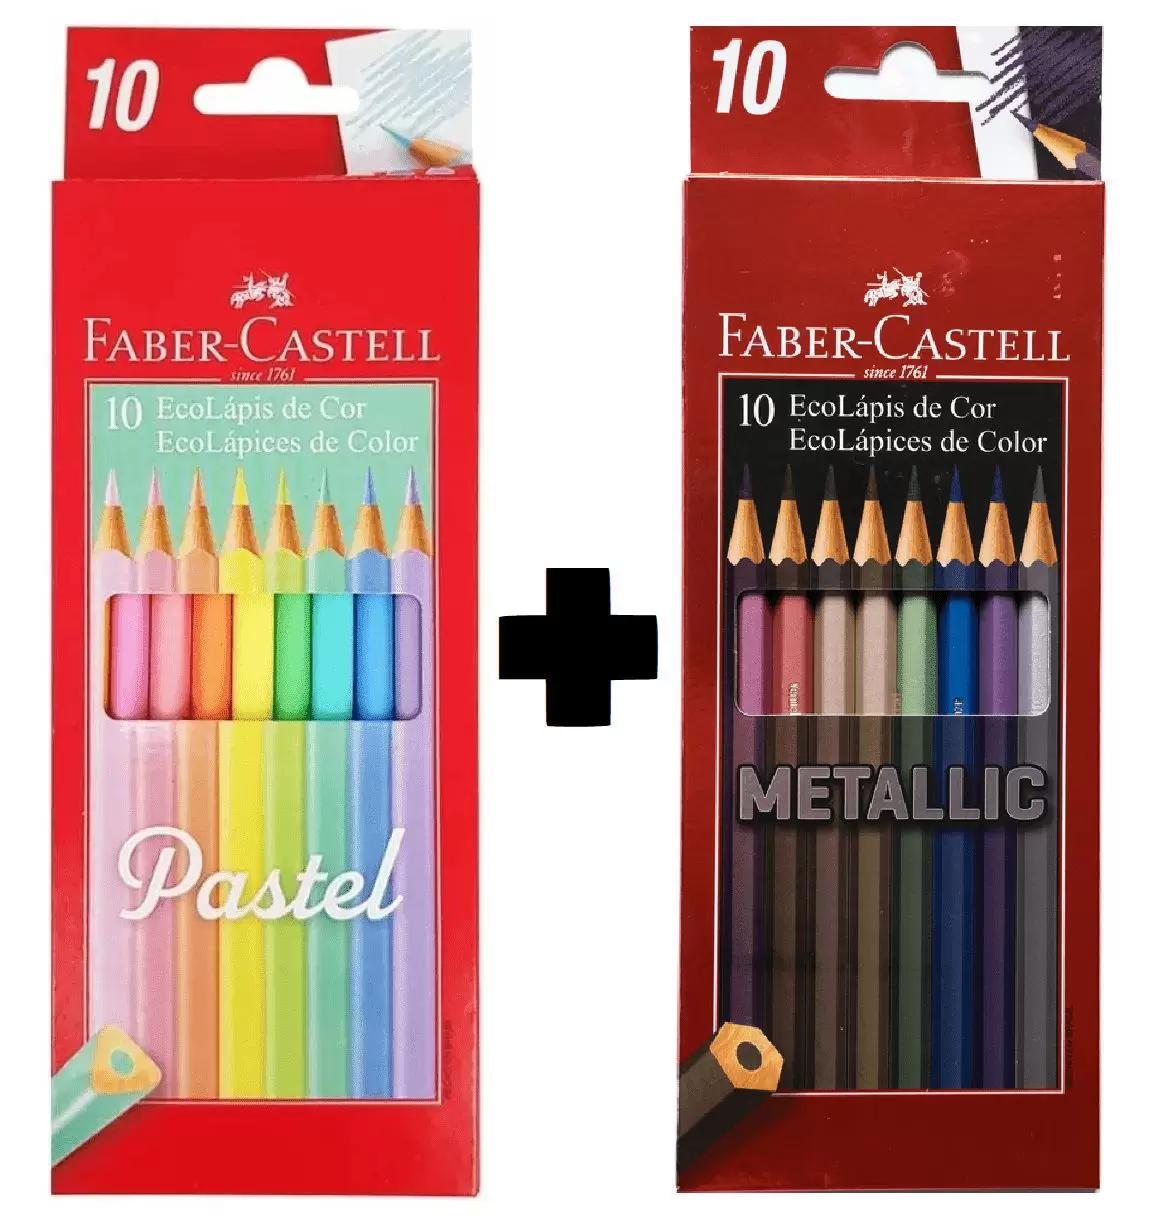 10
FABER-CASTELL
since 1761
10 EcoLápis de Cor
EcoLápices de Color
Pastel
10
FABER-CASTELL
since 1761
10 EcoLápis de Cor
EcoLápices de Color
METALLIC